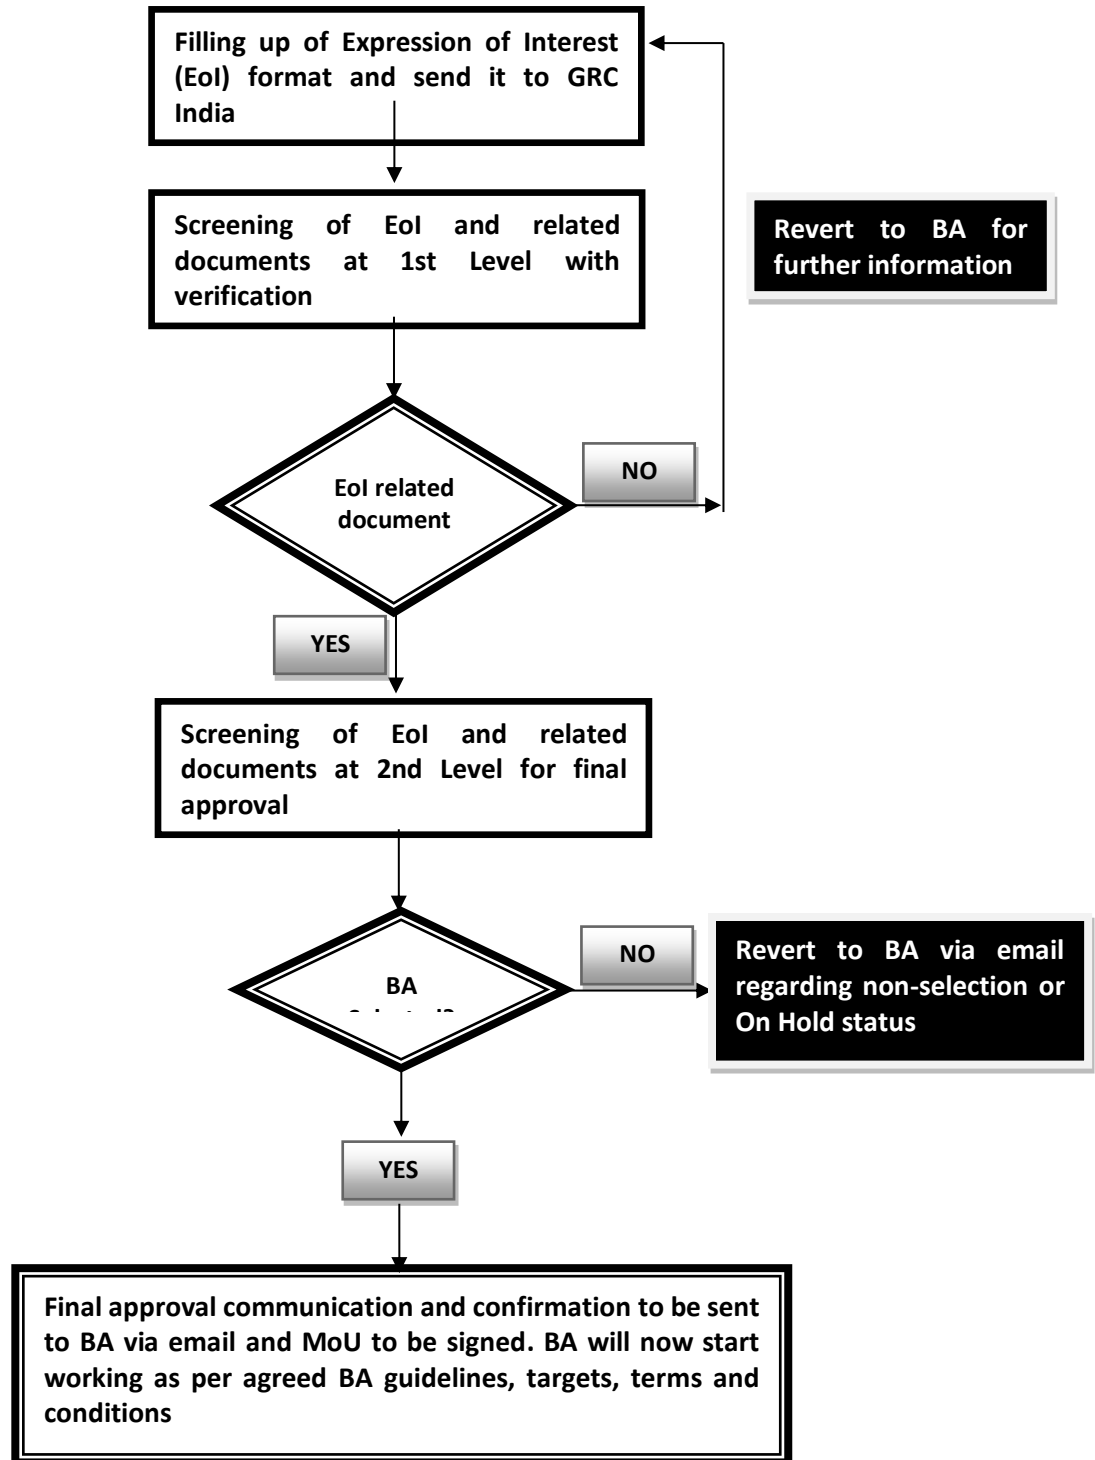 Filling up of Expression of Interest
(EoI) format and send it to GRC
India
Screening of EoI and related
documents at 1st Level with
verification
Revert to BA for
further information
EoI related
document
NO
YES
Screening of EoI and related
documents at 2nd Level for final
approval
BA
NO
Revert to BA via email
regarding non-selection or
On Hold status
YES
Final approval communication and confirmation to be sent
to BA via email and MoU to be signed. BA will now start
working as per agreed BA guidelines, targets, terms and
conditions